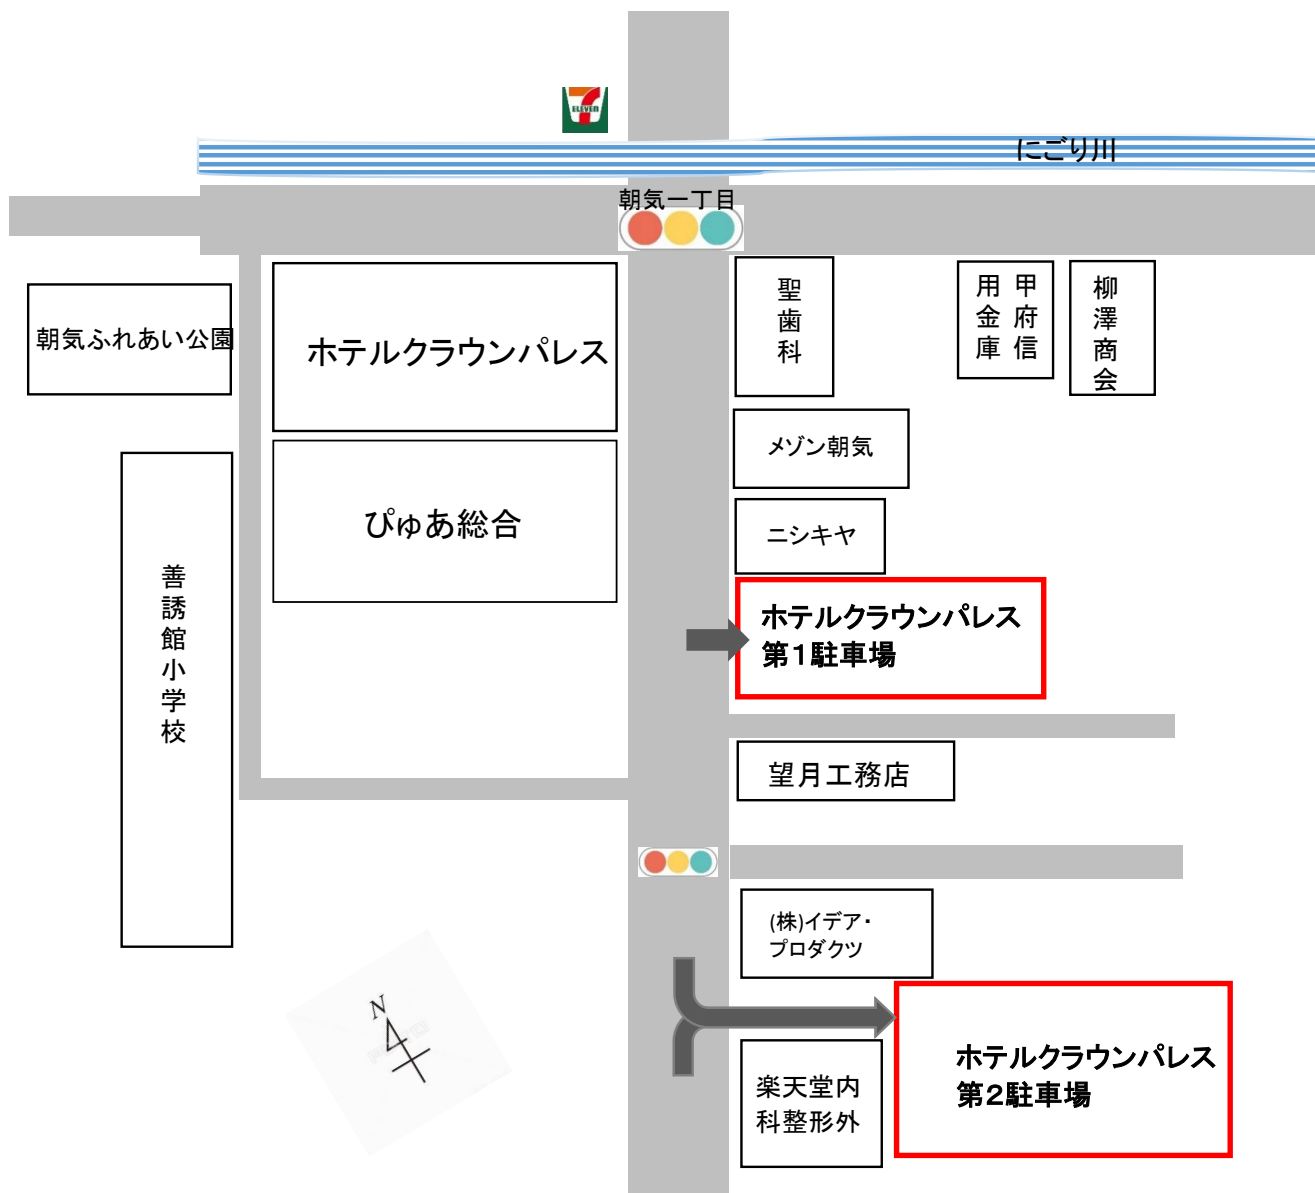 ELEVEN
にごり川
朝気一丁目
朝気ふれあい公園
ホテルクラウンパレス
聖歯科
甲府信
用金庫
柳澤商会
メゾン朝気
ぴゅあ総合
ニシキヤ
善誘館小学校
ホテルクラウンパレス
第1駐車場
望月工務店
(株)イデア・
プロダクツ
N
ホテルクラウンパレス
第2駐車場
楽天堂内
科整形外